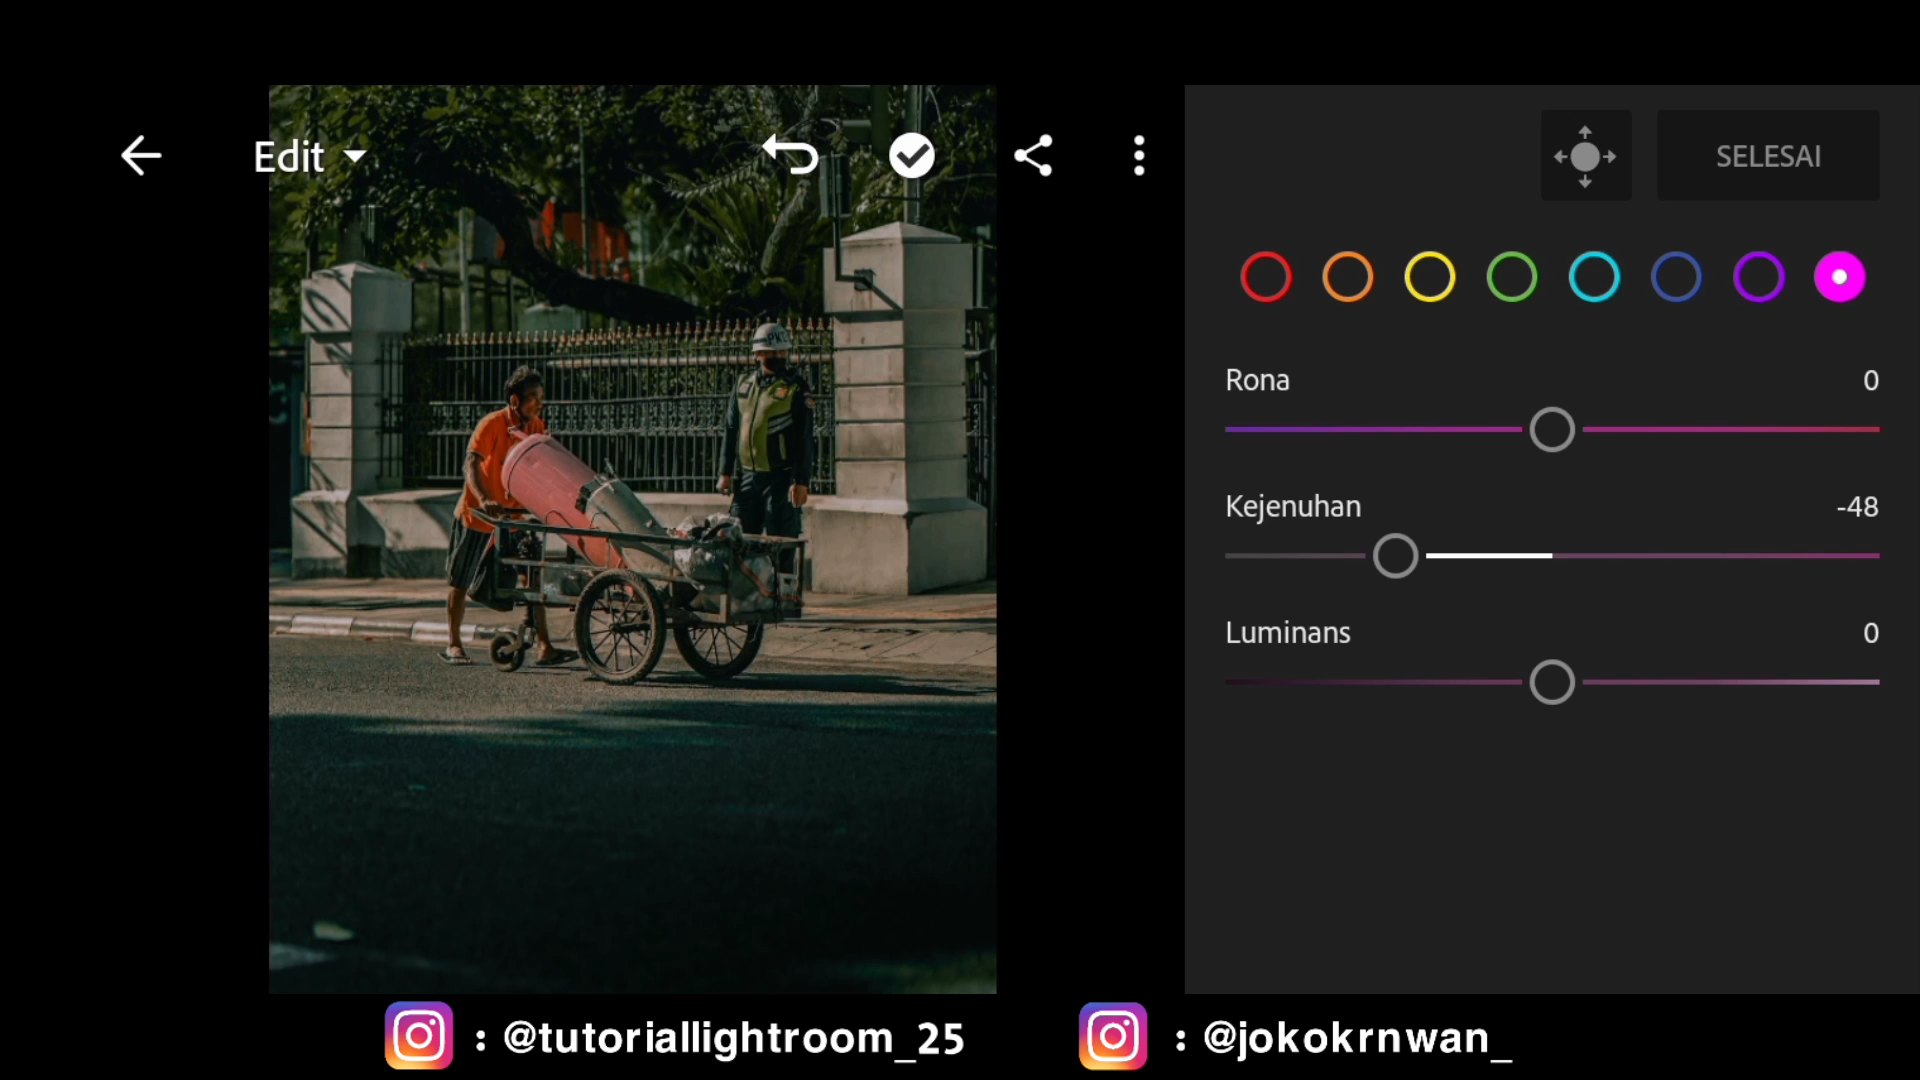 Edit
SELESAI
Rona 0
Kejenuhan -48
Luminans 0
: @tutoriallightroom_25
: @jokokrnwan_